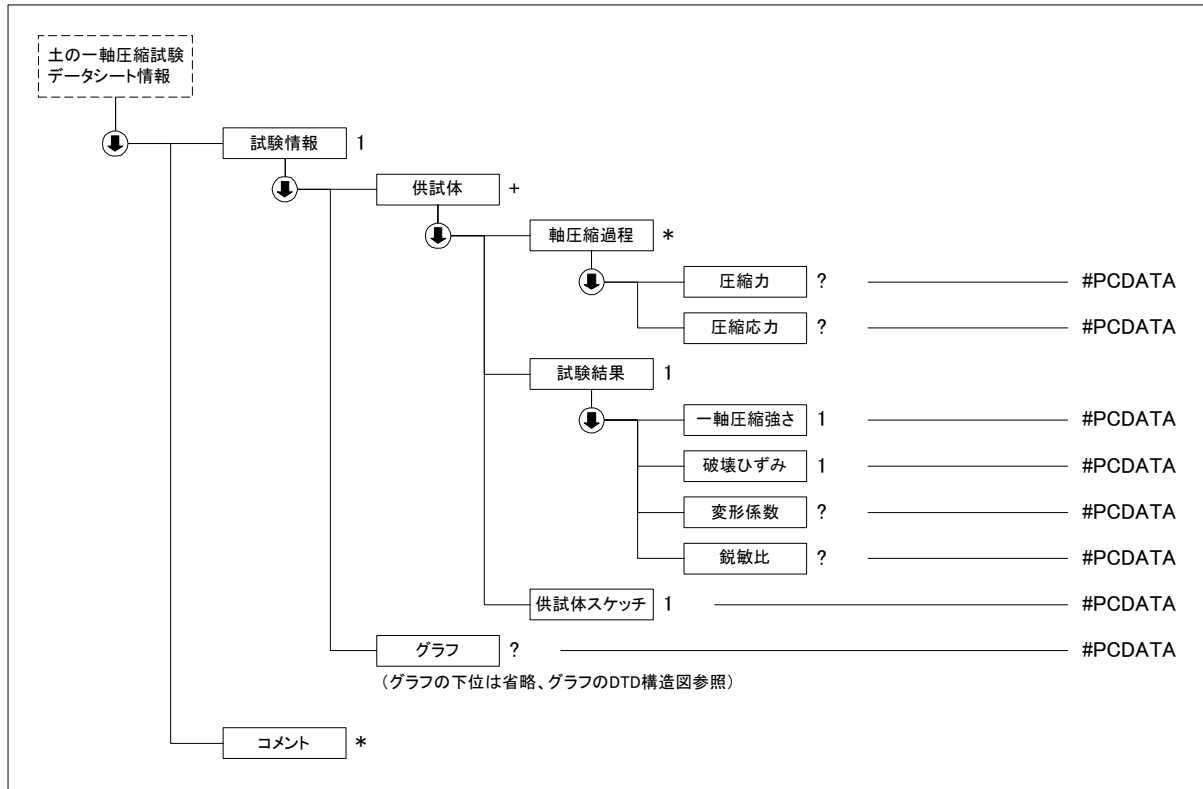 土の一軸圧縮試験
データシート情報
試験情報 1
供試体 +
軸圧縮過程 *
圧縮力 ? #PCDATA
圧縮応力 ? #PCDATA
試験結果 1
一軸圧縮強さ 1 #PCDATA
破壊ひずみ 1 #PCDATA
変形係数 ? #PCDATA
鋭敏比 ? #PCDATA
供試体スケッチ 1 #PCDATA
グラフ ? #PCDATA
（グラフの下位は省略、グラフのDTD構造図参照）
コメント *